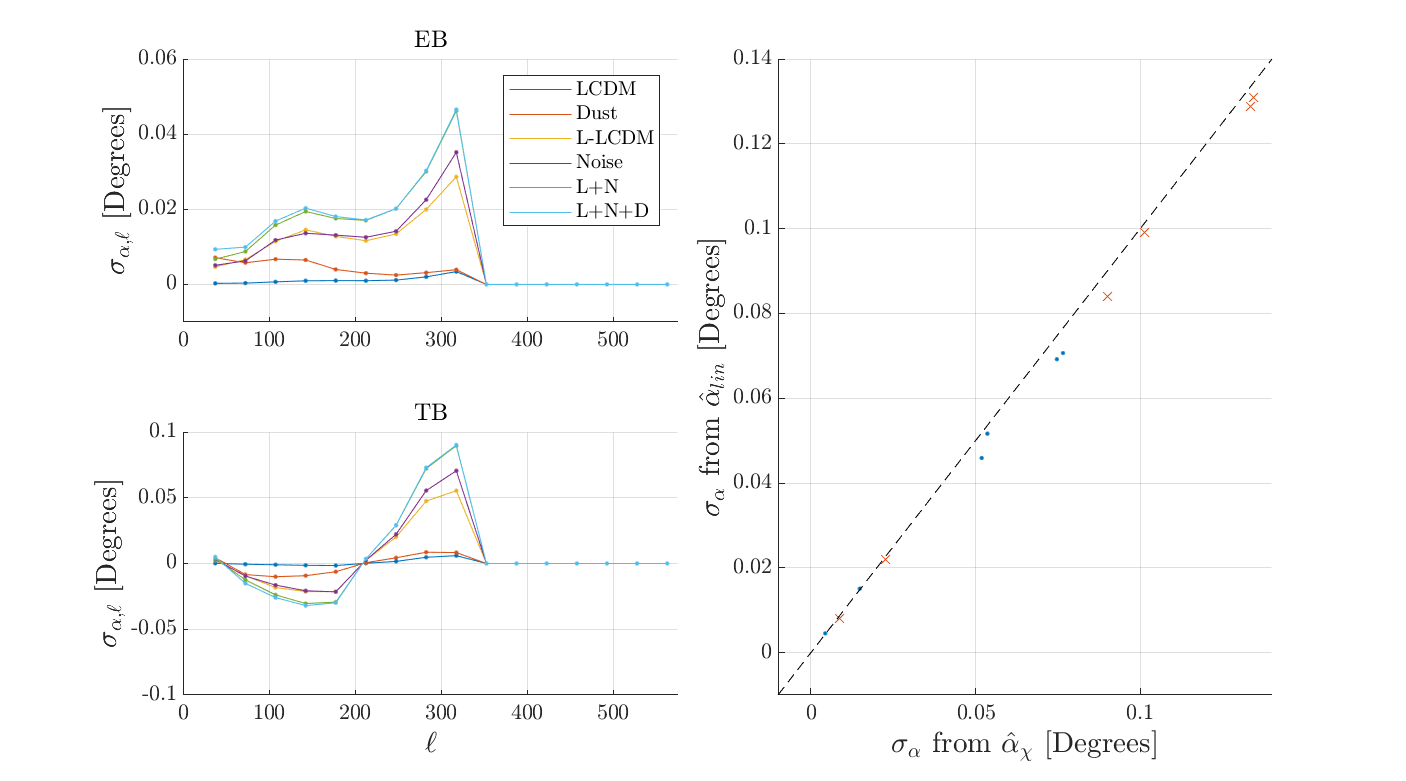 EB
0.06
0.04
0.02
0
σα,ℓ [Degrees]
0 100 200 300 400 500
LCDM
Dust
L-LCDM
Noise
L+N
L+N+D
TB
0.1
0.05
0
-0.05
-0.1
σα,ℓ [Degrees]
0 100 200 300 400 500
ℓ
0.14
0.12
0.1
0.08
0.06
0.04
0.02
0
σα from α̂lin [Degrees]
0 0.05 0.1
σα from α̂χ [Degrees]